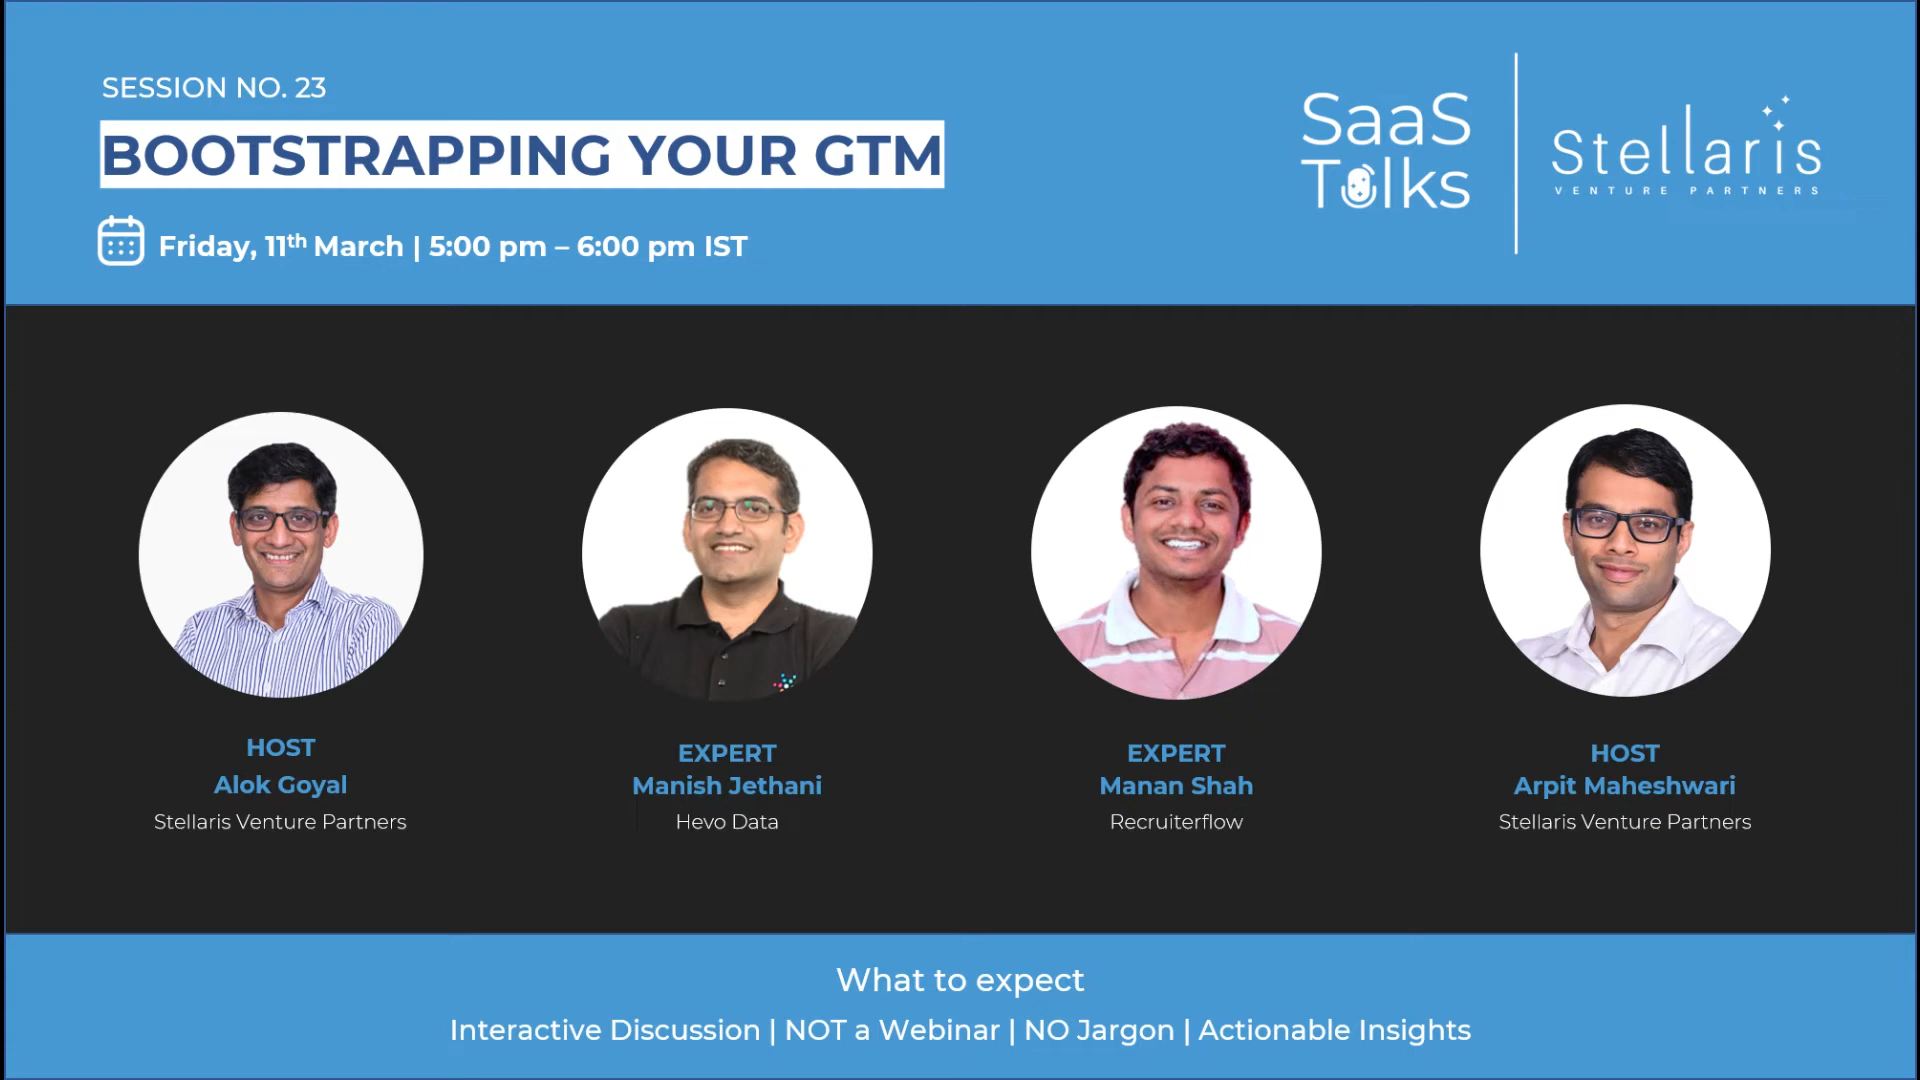 SESSION NO. 23
BOOTSTRAPPING YOUR GTM
Friday, 11th March | 5:00 pm – 6:00 pm IST
SaaS
Talks
Stellaris
VENTURE PARTNERS
HOST
Alok Goyal
Stellaris Venture Partners
EXPERT
Manish Jethani
Hevo Data
EXPERT
Manan Shah
Recruiterflow
HOST
Arpit Maheshwari
Stellaris Venture Partners
What to expect
Interactive Discussion | NOT a Webinar | NO Jargon | Actionable Insights